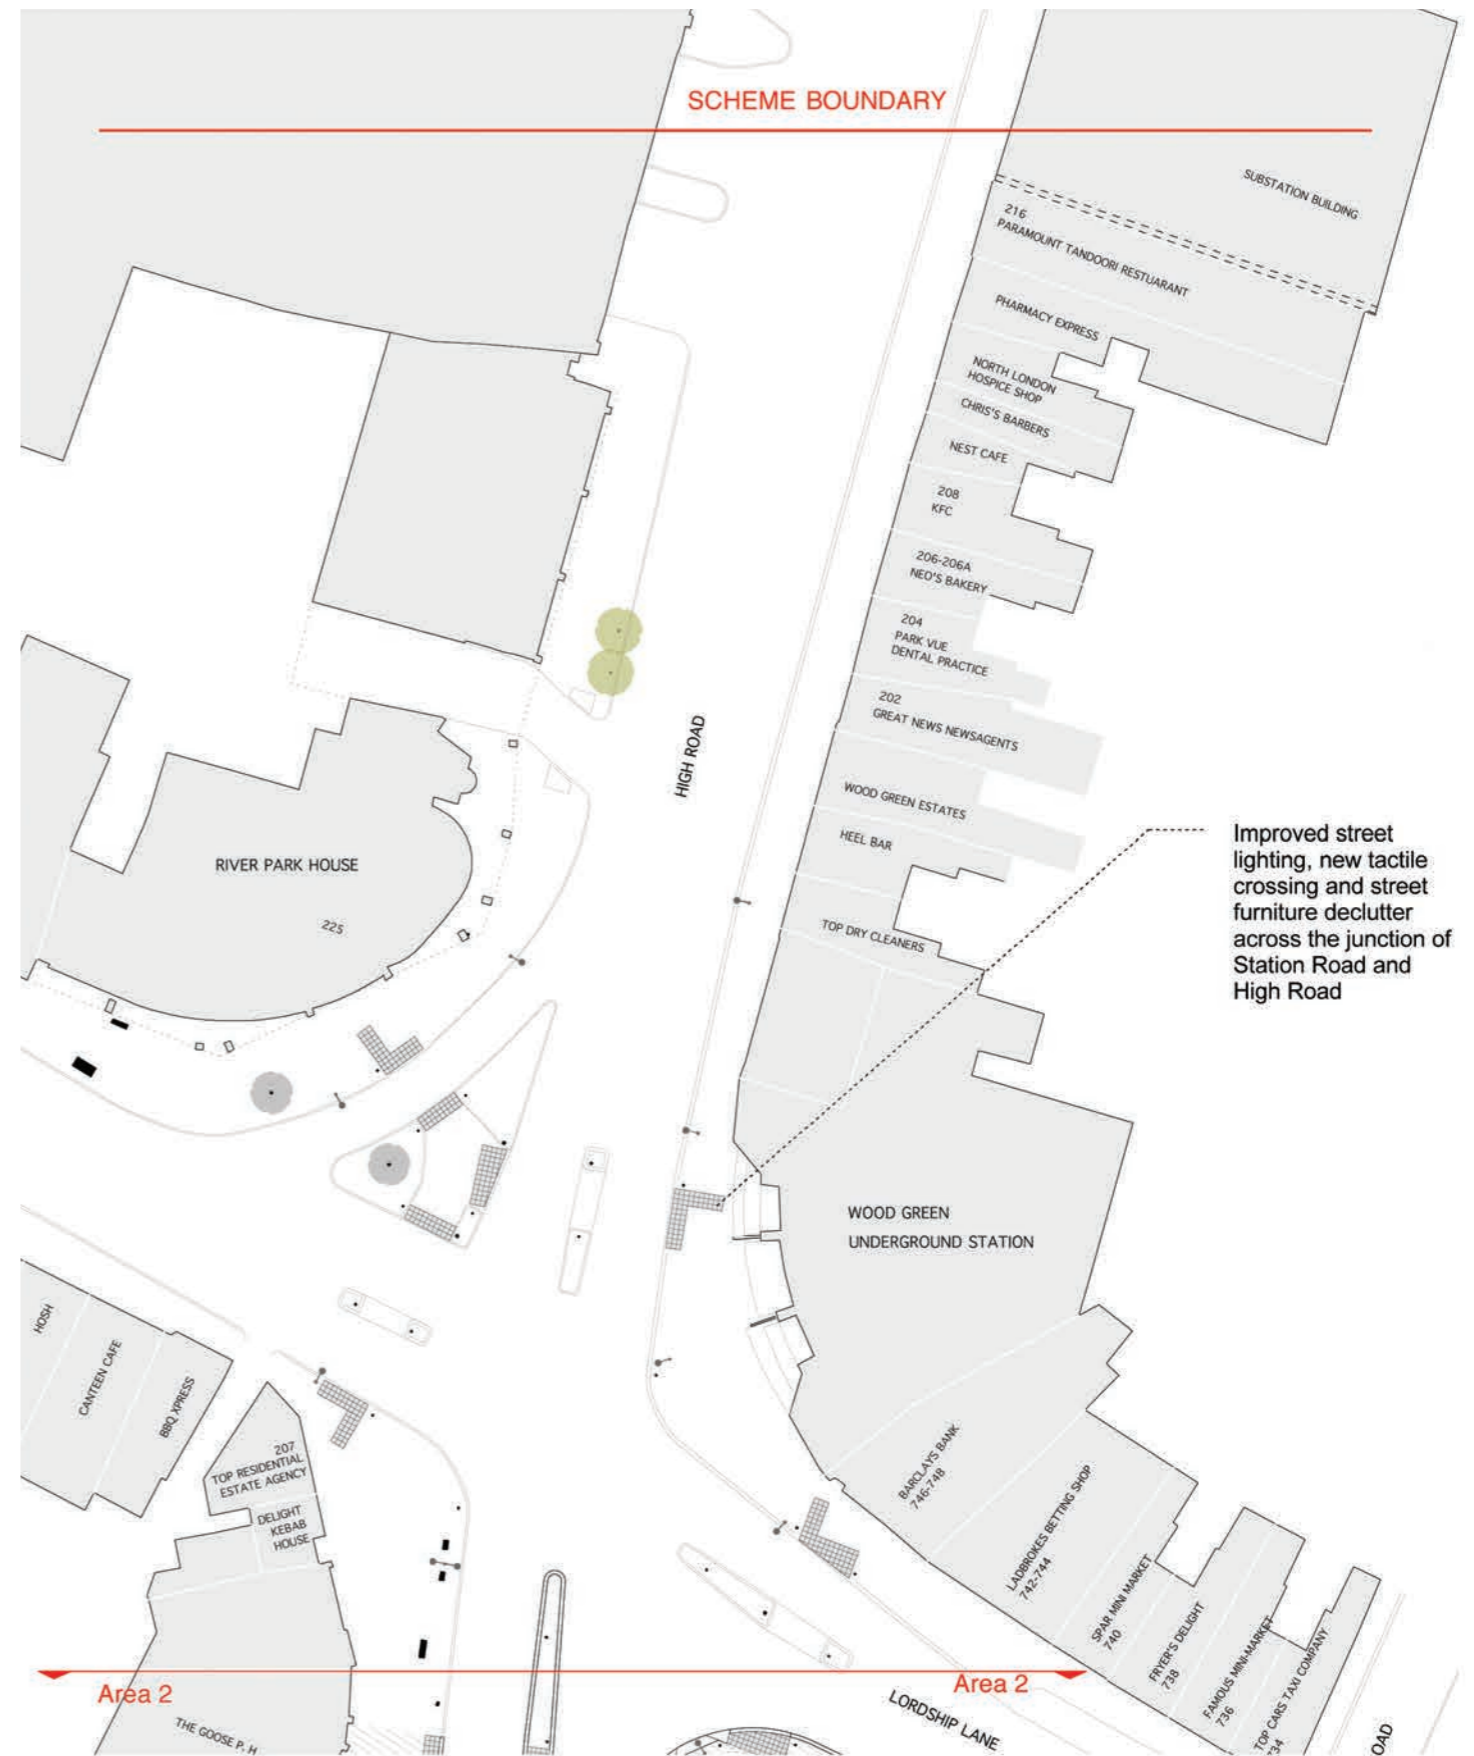 SCHEME BOUNDARY
SUBSTATION BUILDING
216
PARAMOUNT TANDOORI RESTUARANT
PHARMACY EXPRESS
NORTH LONDON
HOSPICE SHOP
CHRIS'S BARBERS
NEST CAFE
208
KFC
206-206A
NEO'S BAKERY
204
PARK VUE
DENTAL PRACTICE
202
GREAT NEWS NEWSAGENTS
HIGH ROAD
WOOD GREEN ESTATES
HEEL BAR
TOP DRY CLEANERS
Improved street
lighting, new tactile
crossing and street
furniture declutter
across the junction of
Station Road and
High Road
RIVER PARK HOUSE
225
WOOD GREEN
UNDERGROUND STATION
HOSH
CANTEEN CAFE
BBQ XPRESS
207
TOP RESIDENTIAL
ESTATE AGENCY
DELIGHT
KEBAB
HOUSE
BARCLAYS BANK
746-748
LADBROKES BETTING SHOP
742-744
SPAR MINI MARKET
740
FRYER'S DELIGHT
738
FAMOUS MINI-MARKET
736
TOP CARS TAXI COMPANY
34
Area 2
Area 2
LORDSHIP LANE
THE GOOSE P. H
OAD